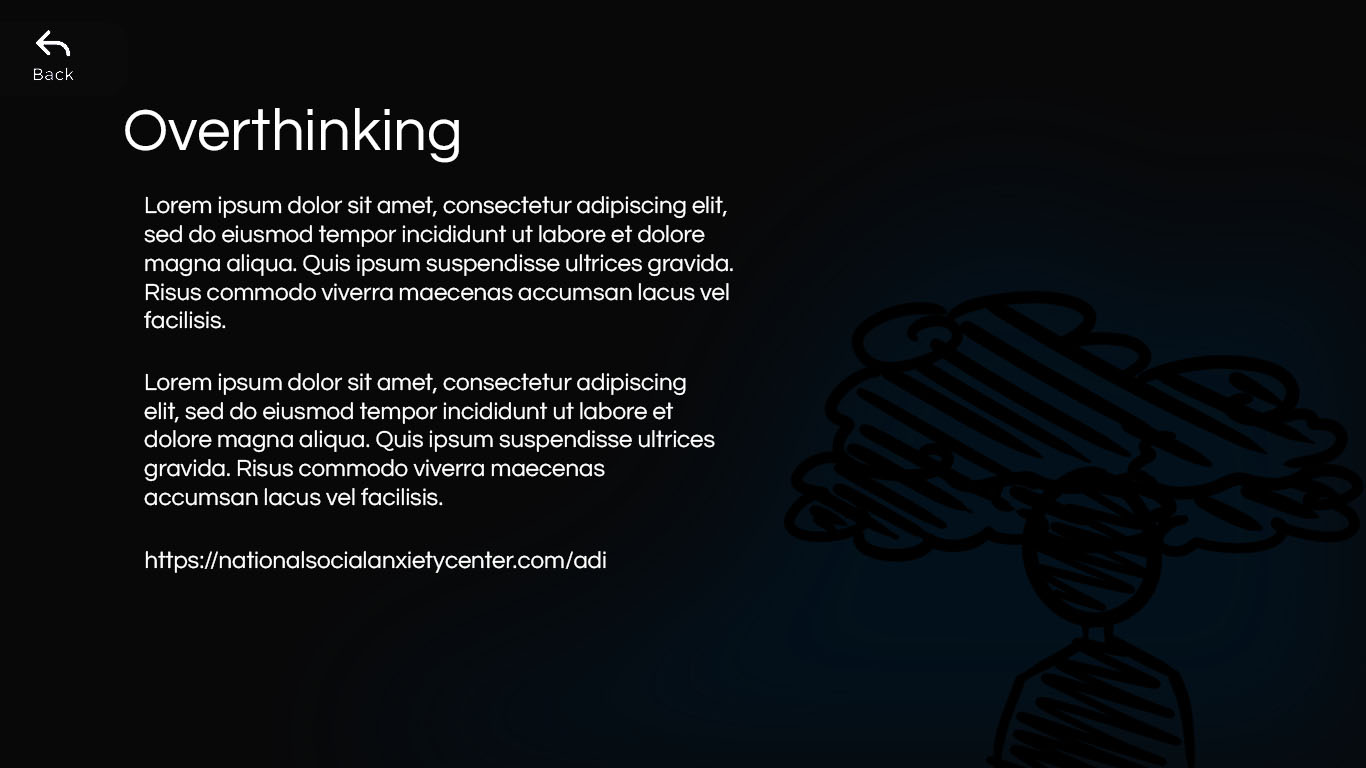 Back
Overthinking
Lorem ipsum dolor sit amet, consectetur adipiscing elit,
sed do eiusmod tempor incididunt ut labore et dolore
magna aliqua. Quis ipsum suspendisse ultrices gravida.
Risus commodo viverra maecenas accumsan lacus vel
facilisis.
Lorem ipsum dolor sit amet, consectetur adipiscing
elit, sed do eiusmod tempor incididunt ut labore et
dolore magna aliqua. Quis ipsum suspendisse ultrices
gravida. Risus commodo viverra maecenas
accumsan lacus vel facilisis.
https://nationalsocialanxietycenter.com/adi